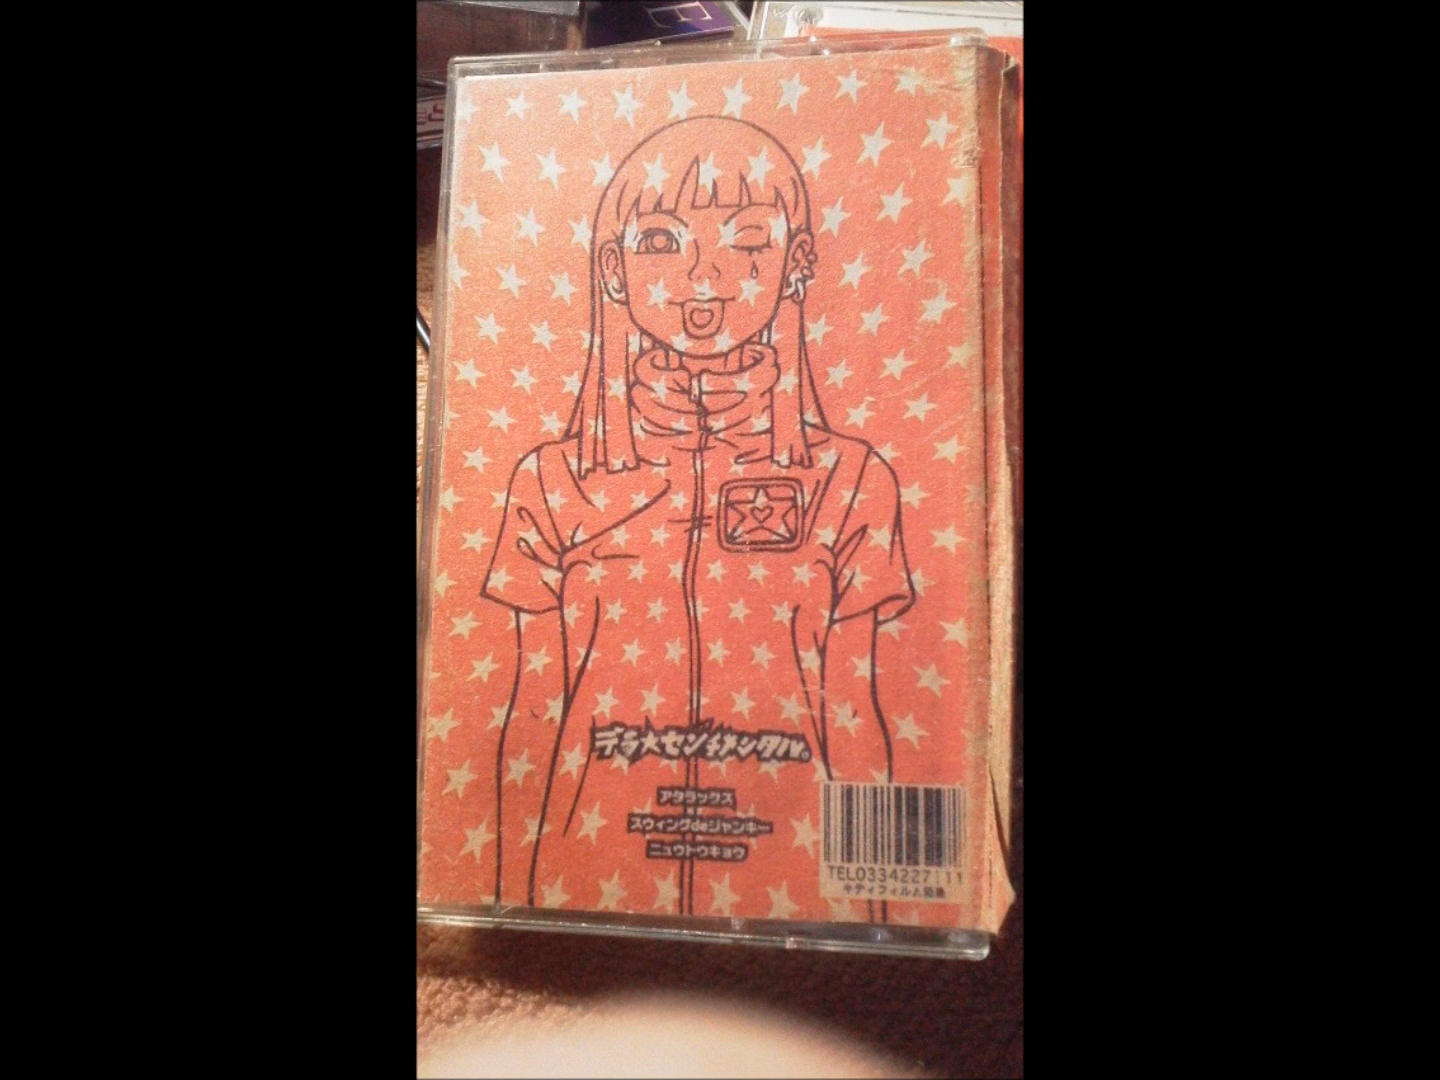 E
デラ★センチメンタル。
アタラックス
スウィングdeジャンキー
ニュウトウキョウ